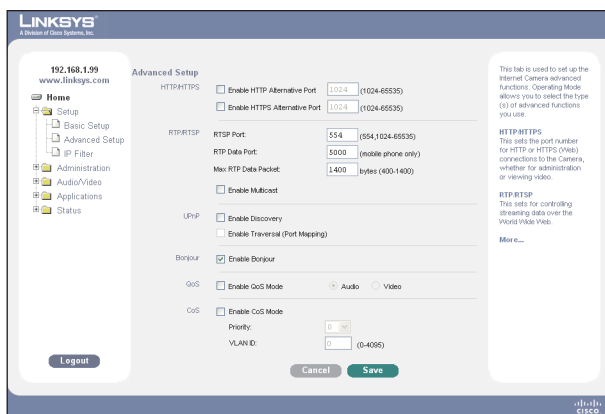 LINKSYS®
A Division of Cisco Systems, Inc.
192.168.1.99
www.linksys.com
Home
Setup
Basic Setup
Advanced Setup
IP Filter
Administration
Audio/Video
Applications
Status
Logout
Advanced Setup
HTTP/HTTPS
Enable HTTP Alternative Port 1024 (1024-65535)
Enable HTTPS Alternative Port 1024 (1024-65535)
RTP/RTSP
RTSP Port: 554 (554,1024-65535)
RTP Data Port: 5000 (mobile phone only)
Max RTP Data Packet: 1400 bytes (400-1400)
Enable Multicast
UPnP
Enable Discovery
Enable Traversal (Port Mapping)
Bonjour
Enable Bonjour
QoS
Enable QoS Mode Audio Video
CoS
Enable CoS Mode
Priority: 0
VLAN ID: 0 (0-4095)
Cancel Save
This tab is used to set up the
Internet Camera advanced
functions. Operating Mode
allows you to select the type
(s) of advanced functions
you use.
HTTP/HTTPS
This sets the port number
for HTTP or HTTPS (Web)
connections to the Camera,
whether for administration
or viewing video.
RTP/RTSP
This sets for controlling
streaming data over the
World Wide Web.
More...
CISCO